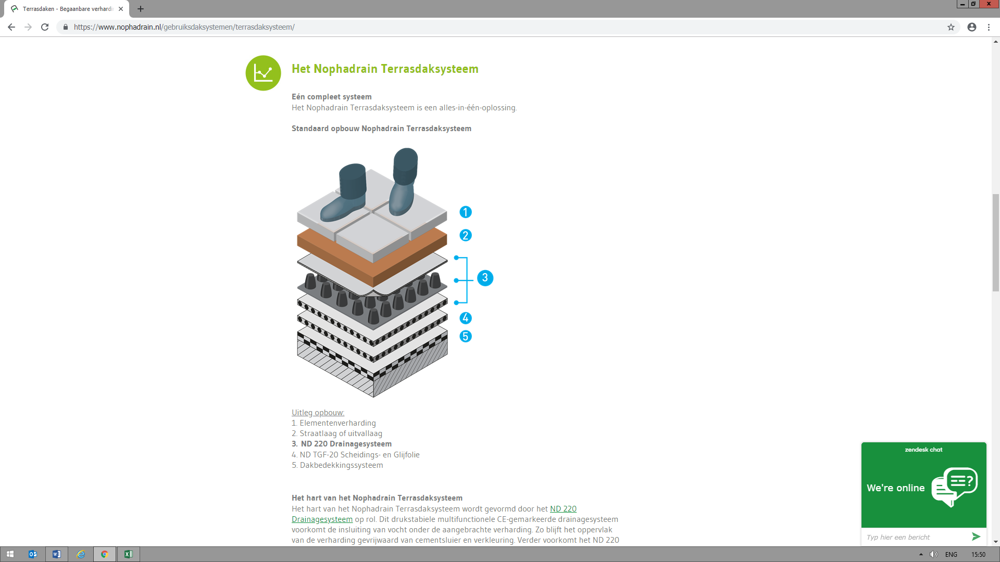 Terrasdaken - Begaanbare verhardin
https://www.nophadrain.nl/gebruiksdaksystemen/terrasdaksysteem/
Het Nophadrain Terrasdaksysteem
Eén compleet systeem
Het Nophadrain Terrasdaksysteem is een alles-in-één-oplossing.
Standaard opbouw Nophadrain Terrasdaksysteem
1
2
3
4
5
Uitleg opbouw:
1. Elementenverharding
2. Straatlaag of uitvallaag
3. ND 220 Drainagesysteem
4. ND TGF-20 Scheidings- en Glijfolie
5. Dakbedekkingssysteem
Het hart van het Nophadrain Terrasdaksysteem
Het hart van het Nophadrain Terrasdaksysteem wordt gevormd door het ND 220
Drainagesysteem op rol. Dit drukstabiele multifunctionele CE-gemarkeerde drainagesysteem
voorkomt de insluiting van vocht onder de aangebrachte verharding. Zo blijft het oppervlak
van de verharding gevrijwaard van cementsluier en verkleuring. Verder voorkomt het ND 220
zendesk chat
We're online
Typ hier een bericht
ENG
15:50